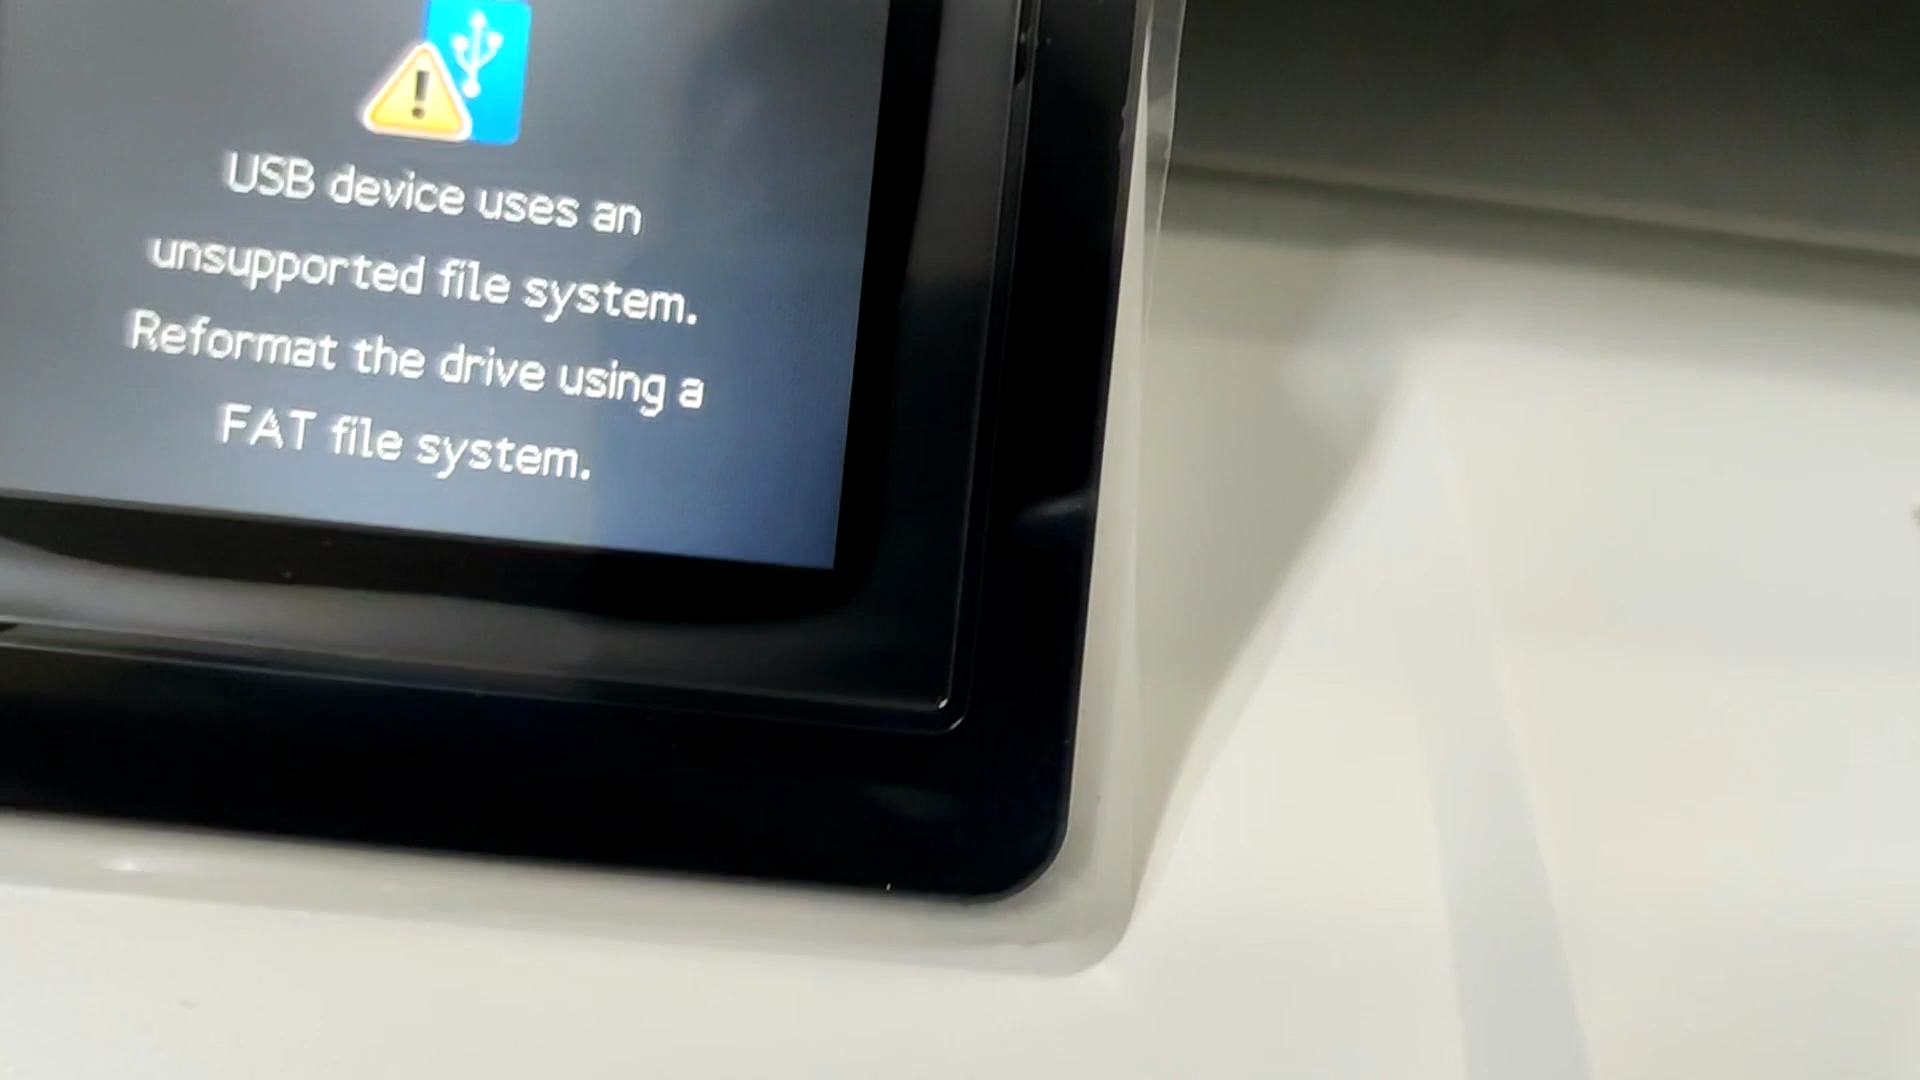 USB device uses an
unsupported file system.
Reformat the drive using a
FAT file system.